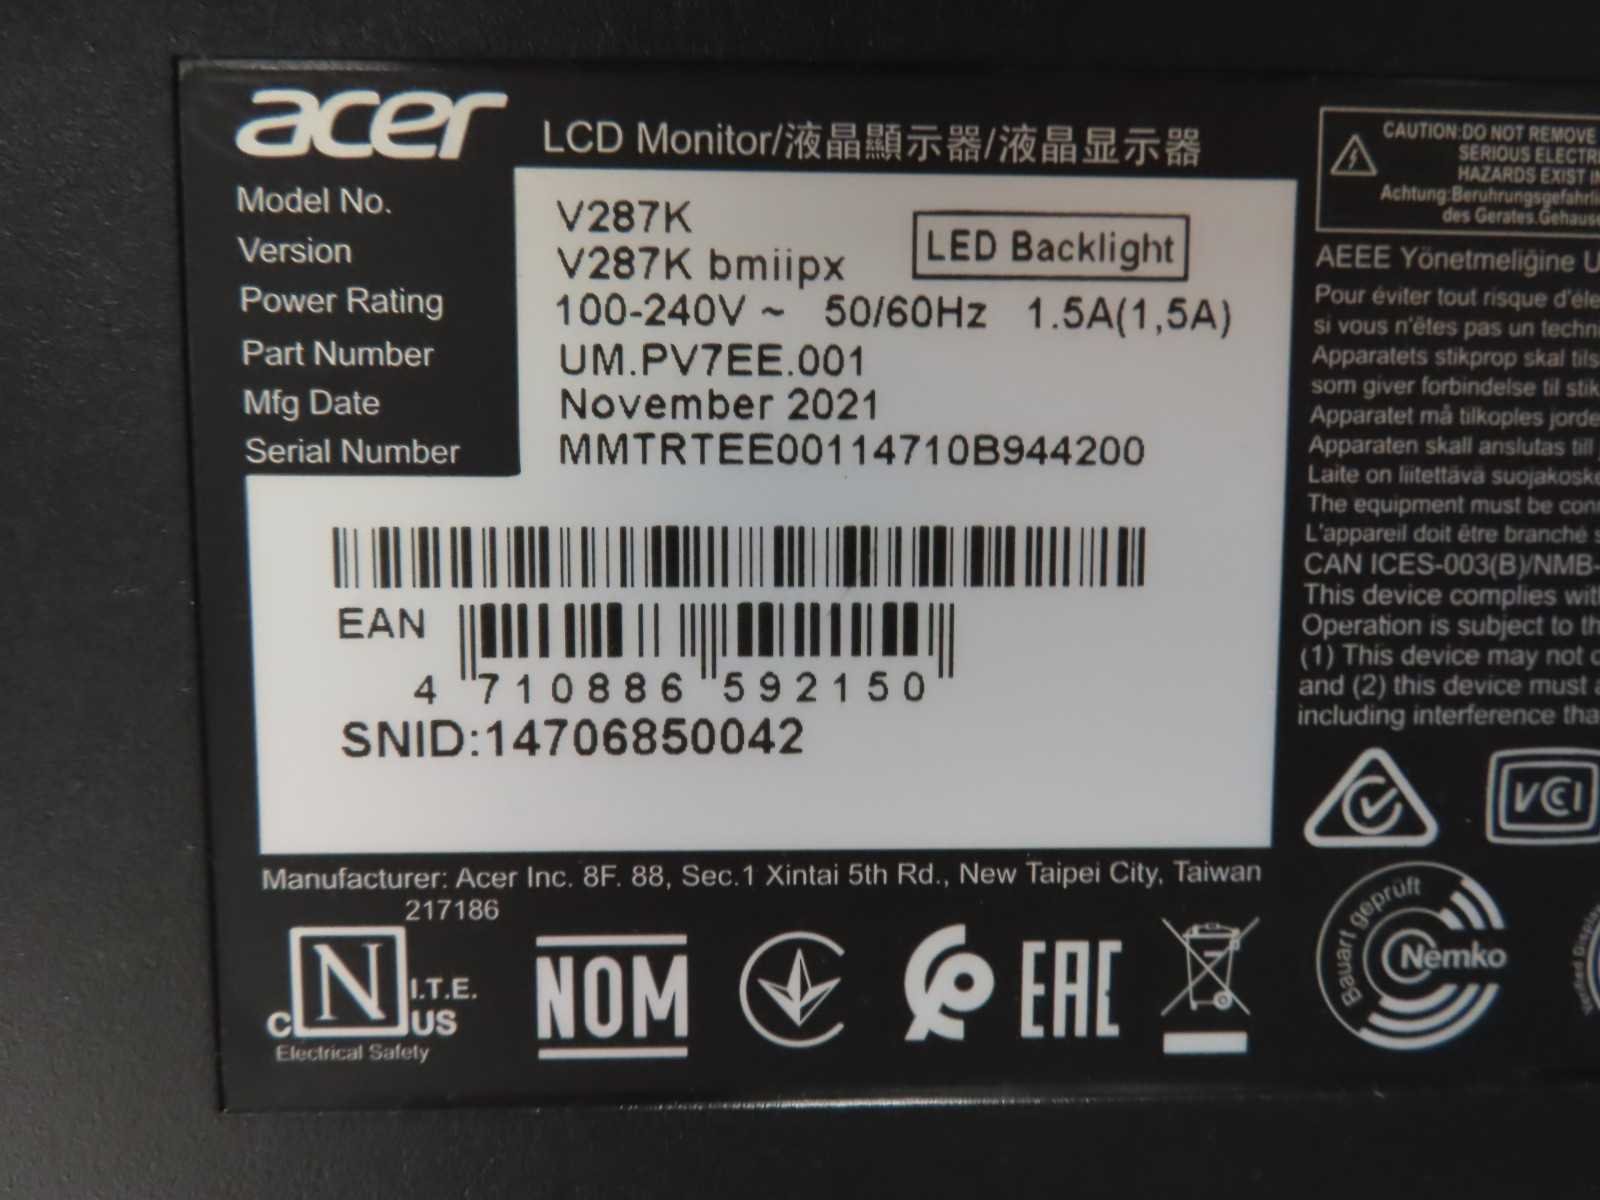 acer
LCD Monitor/液晶顯示器/液晶显示器
Model No. V287K
Version V287K bmiipx
LED Backlight
Power Rating 100-240V ~ 50/60Hz 1.5A(1,5A)
Part Number UM.PV7EE.001
Mfg Date November 2021
Serial Number MMTRTEE00114710B944200
EAN
4 710886 592150
SNID:14706850042
Manufacturer: Acer Inc. 8F. 88, Sec.1 Xintai 5th Rd., New Taipei City, Taiwan
217186
N
I.T.E.
C US
Electrical Safety
NOM
EAC
CAUTION:DO NOT REMOVE
SERIOUS ELECTR
HAZARDS EXIST IN
Achtung:Beruhrungsgefahrli
des Gerates.Gehause
AEEE Yönetmeliğine U
Pour éviter tout risque d'éle
si vous n'êtes pas un techn
Apparatets stikprop skal tils
som giver forbindelse til stik
Apparatet må tilkoples jorde
Apparaten skall anslutas till
Laite on liitettävä suojakoske
The equipment must be con
L'appareil doit être branché s
CAN ICES-003(B)/NMB-
This device complies wit
Operation is subject to th
(1) This device may not c
and (2) this device must a
including interference tha
VCCI
Bauart geprüft
Nemko